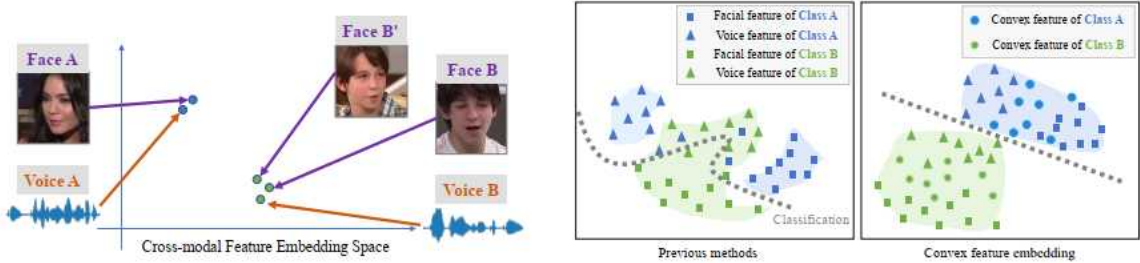 Face A
Face B'
Face B
Voice A
Voice B
Cross-modal Feature Embedding Space
Facial feature of Class A
Voice feature of Class A
Facial feature of Class B
Voice feature of Class B
Classification
Previous methods
Convex feature of Class A
Convex feature of Class B
Convex feature embedding